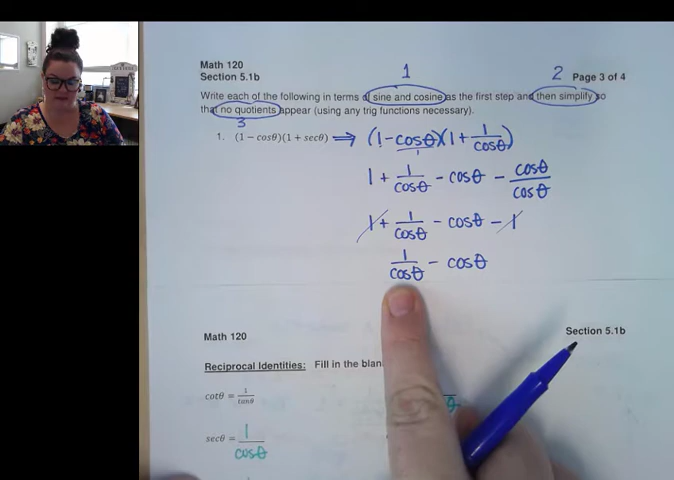 Math 120
Section 5.1b
1
2
Page 3 of 4
Write each of the following in terms of sine and cosine as the first step and then simplify so
that no quotients appear (using any trig functions necessary).
3
1. (1 − cosθ)(1 + secθ) ⟹ (1 - cosθ)(1 + 1/cosθ)
1
1 + 1/cosθ - cosθ - cosθ/cosθ
1 + 1/cosθ - cosθ - 1
1/cosθ - cosθ
Math 120
Section 5.1b
Reciprocal Identities: Fill in the
cotθ = 1/tanθ
secθ = 1/cosθ